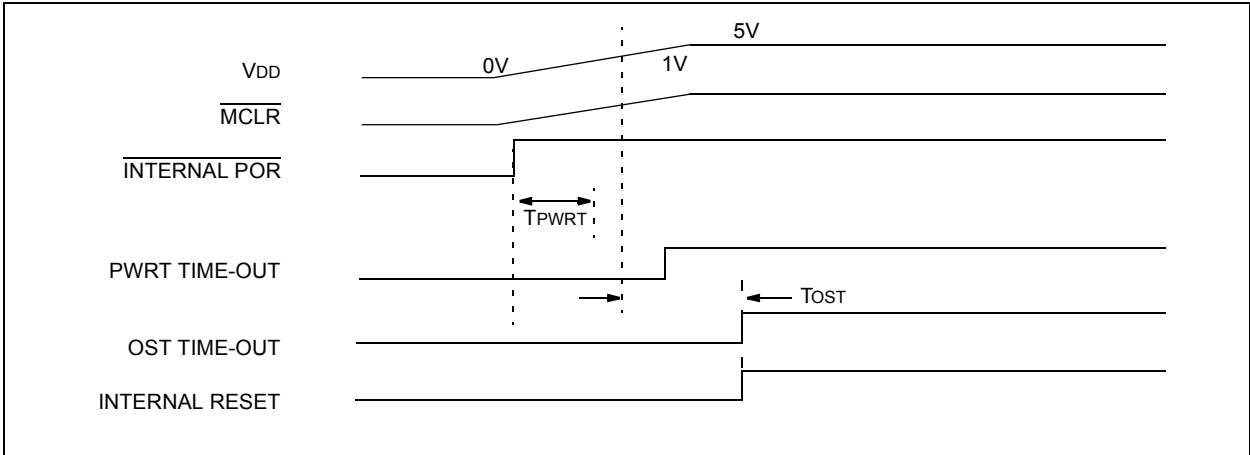 5V
VDD 0V 1V
MCLR
INTERNAL POR
TPWRT
PWRT TIME-OUT
TOST
OST TIME-OUT
INTERNAL RESET